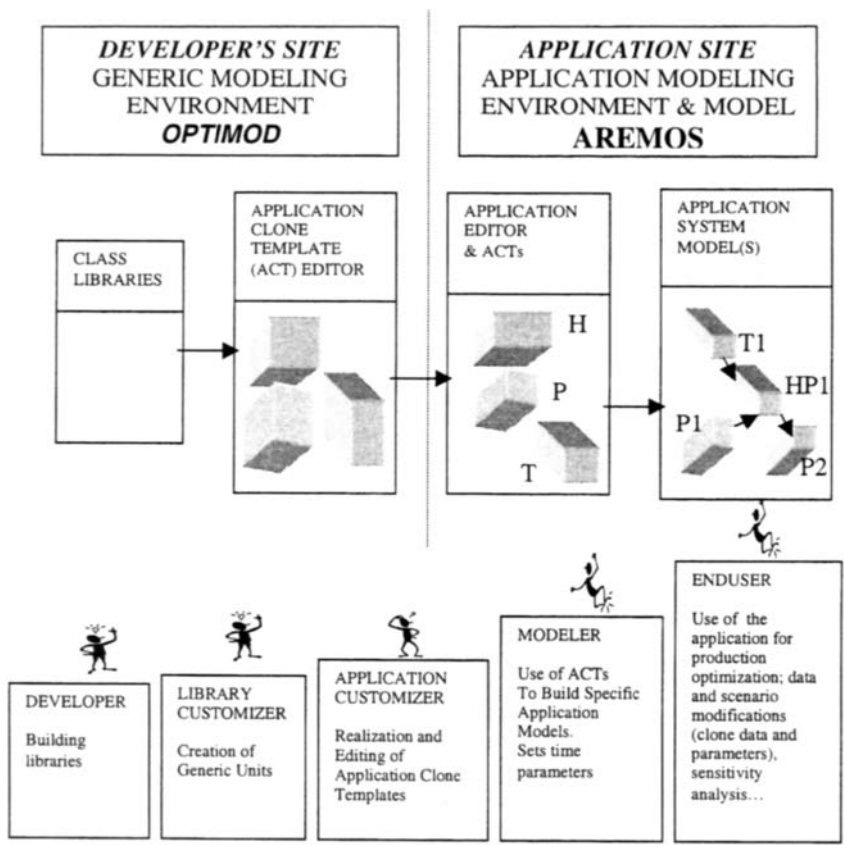 DEVELOPER'S SITE
GENERIC MODELING
ENVIRONMENT
OPTIMOD
APPLICATION SITE
APPLICATION MODELING
ENVIRONMENT & MODEL
AREMOS
CLASS
LIBRARIES
APPLICATION
CLONE
TEMPLATE
(ACT) EDITOR
APPLICATION
EDITOR
& ACTs
H
P
T
APPLICATION
SYSTEM
MODEL(S)
T1
HP1
P1
P2
DEVELOPER
Building
libraries
LIBRARY
CUSTOMIZER
Creation of
Generic Units
APPLICATION
CUSTOMIZER
Realization and
Editing of
Application Clone
Templates
MODELER
Use of ACTs
To Build Specific
Application
Models.
Sets time
parameters
ENDUSER
Use of the
application for
production
optimization; data
and scenario
modifications
(clone data and
parameters),
sensitivity
analysis…